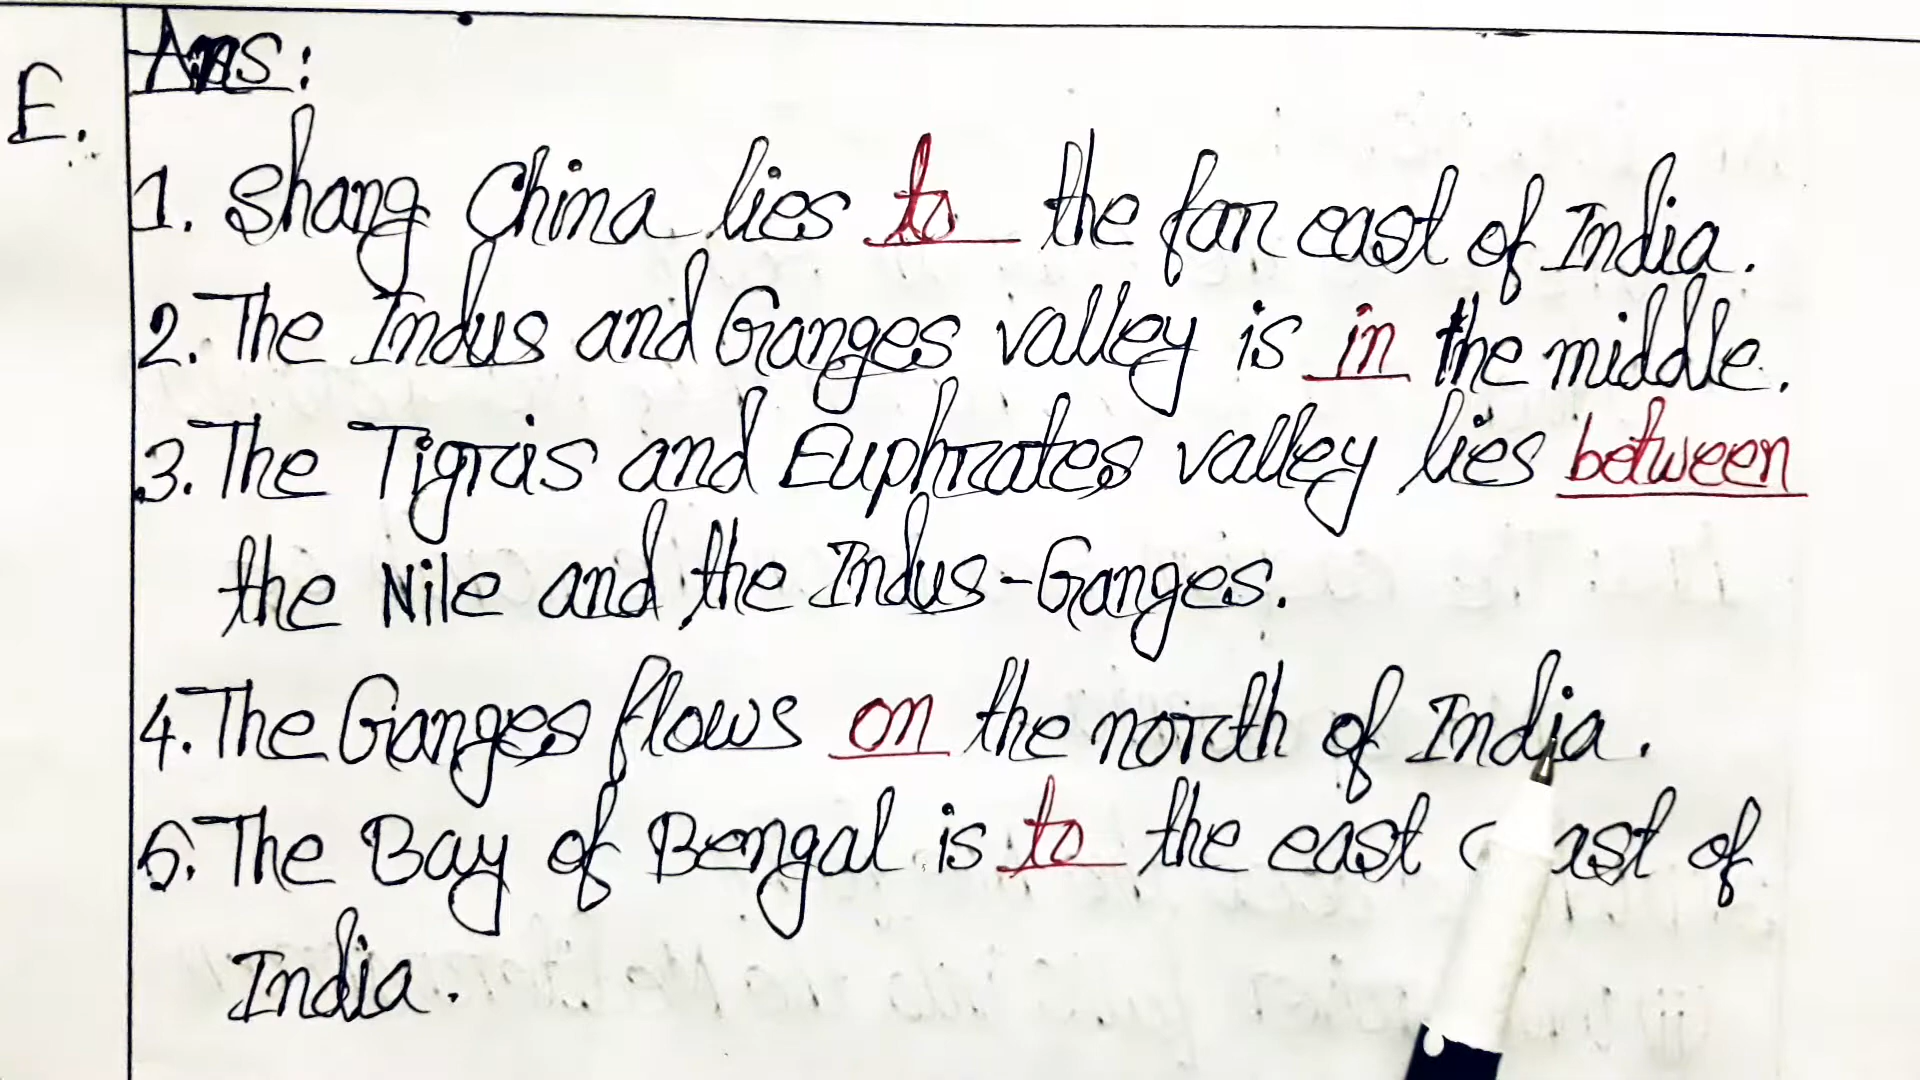 Ans:
E.
1. Shang China lies to the far east of India.
2. The Indus and Ganges valley is in the middle.
3. The Tigris and Euphrates valley lies between
the Nile and the Indus-Ganges.
4. The Ganges flows on the north of India.
5. The Bay of Bengal is to the east of
India.